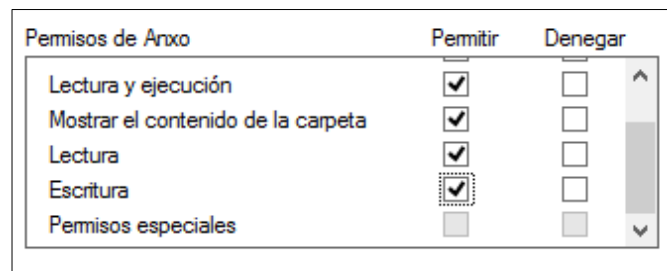 Permisos de Anxo Permitir Denegar
Lectura y ejecución
Mostrar el contenido de la carpeta
Lectura
Escritura
Permisos especiales